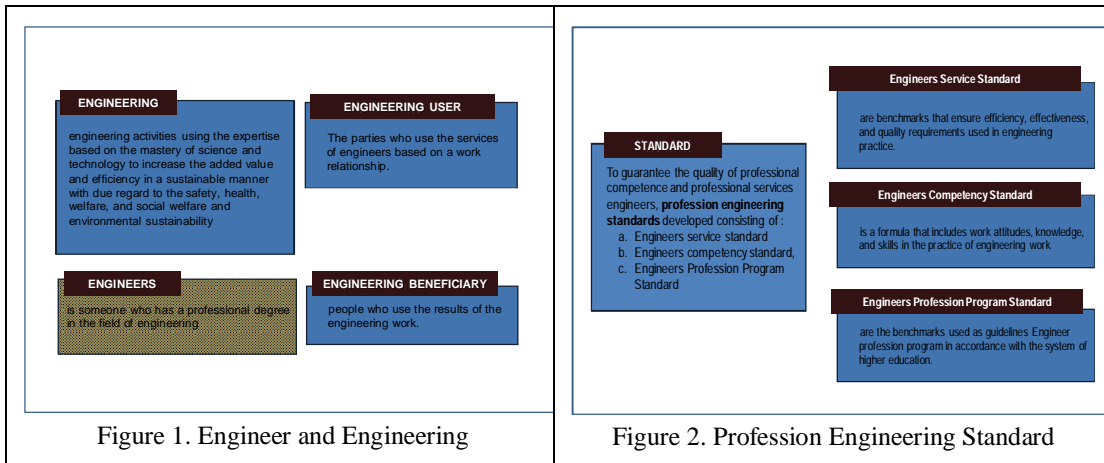 ENGINEERING
engineering activities using the expertise
based on the mastery of science and
technology to increase the added value
and efficiency in a sustainable manner
with due regard to the safety, health,
welfare, and social welfare and
environmental sustainability
ENGINEERING USER
The parties who use the services
of engineers based on a work
relationship.
ENGINEERS
is someone who has a professional degree
in the field of engineering
ENGINEERING BENEFICIARY
people who use the results of the
engineering work.
Figure 1. Engineer and Engineering
STANDARD
To guarantee the quality of professional
competence and professional services
engineers, profession engineering
standards developed consisting of :
a. Engineers service standard
b. Engineers competency standard,
c. Engineers Profession Program
Standard
Engineers Service Standard
are benchmarks that ensure efficiency, effectiveness,
and quality requirements used in engineering
practice.
Engineers Competency Standard
is a formula that includes work attitudes, knowledge,
and skills in the practice of engineering work
Engineers Profession Program Standard
are the benchmarks used as guidelines Engineer
profession program in accordance with the system of
higher education.
Figure 2. Profession Engineering Standard